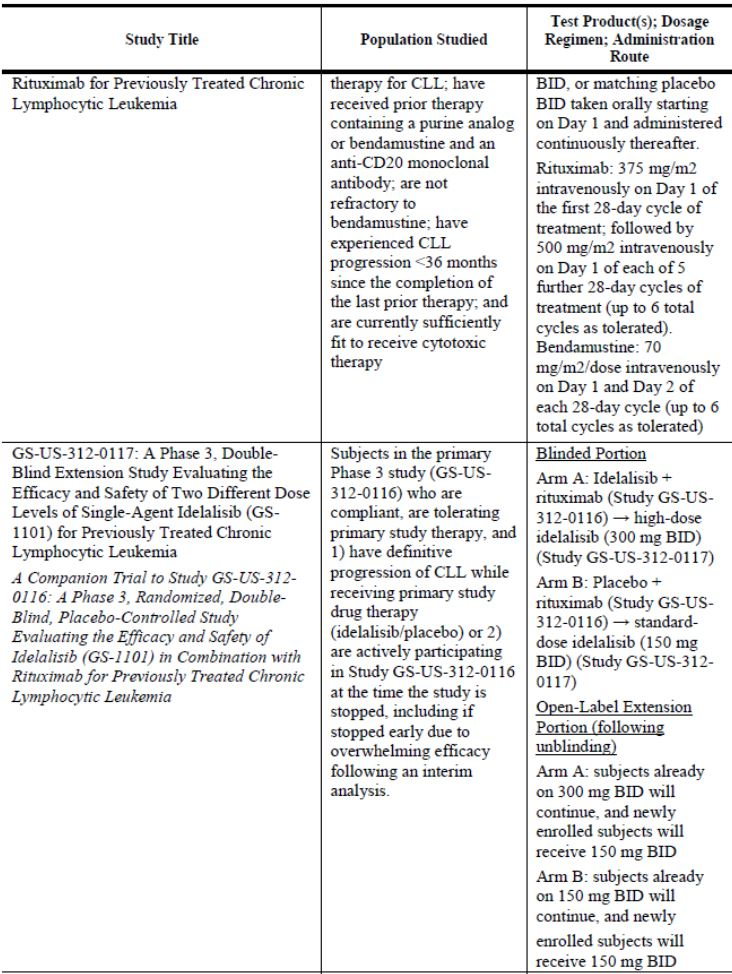 Study Title
Population Studied
Test Product(s); Dosage
Regimen; Administration
Route
Rituximab for Previously Treated Chronic
Lymphocytic Leukemia
therapy for CLL; have
received prior therapy
containing a purine analog
or bendamustine and an
anti-CD20 monoclonal
antibody; are not
refractory to
bendamustine; have
experienced CLL
progression <36 months
since the completion of
the last prior therapy; and
are currently sufficiently
fit to receive cytotoxic
therapy
BID, or matching placebo
BID taken orally starting
on Day 1 and administered
continuously thereafter.
Rituximab: 375 mg/m2
intravenously on Day 1 of
the first 28-day cycle of
treatment; followed by
500 mg/m2 intravenously
on Day 1 of each of 5
further 28-day cycles of
treatment (up to 6 total
cycles as tolerated).
Bendamustine: 70
mg/m2/dose intravenously
on Day 1 and Day 2 of
each 28-day cycle (up to 6
total cycles as tolerated)
GS-US-312-0117: A Phase 3, Double-
Blind Extension Study Evaluating the
Efficacy and Safety of Two Different Dose
Levels of Single-Agent Idelalisib (GS-
1101) for Previously Treated Chronic
Lymphocytic Leukemia
A Companion Trial to Study GS-US-312-
0116: A Phase 3, Randomized, Double-
Blind, Placebo-Controlled Study
Evaluating the Efficacy and Safety of
Idelalisib (GS-1101) in Combination with
Rituximab for Previously Treated Chronic
Lymphocytic Leukemia
Subjects in the primary
Phase 3 study (GS-US-
312-0116) who are
compliant, are tolerating
primary study therapy, and
1) have definitive
progression of CLL while
receiving primary study
drug therapy
(idelalisib/placebo) or 2)
are actively participating
in Study GS-US-312-0116
at the time the study is
stopped, including if
stopped early due to
overwhelming efficacy
following an interim
analysis.
Blinded Portion
Arm A: Idelalisib +
rituximab (Study GS-US-
312-0116) → high-dose
idelalisib (300 mg BID)
(Study GS-US-312-0117)
Arm B: Placebo +
rituximab (Study GS-US-
312-0116) → standard-
dose idelalisib (150 mg
BID) (Study GS-US-312-
0117)
Open-Label Extension
Portion (following
unblinding)
Arm A: subjects already
on 300 mg BID will
continue, and newly
enrolled subjects will
receive 150 mg BID
Arm B: subjects already
on 150 mg BID will
continue, and newly
enrolled subjects will
receive 150 mg BID